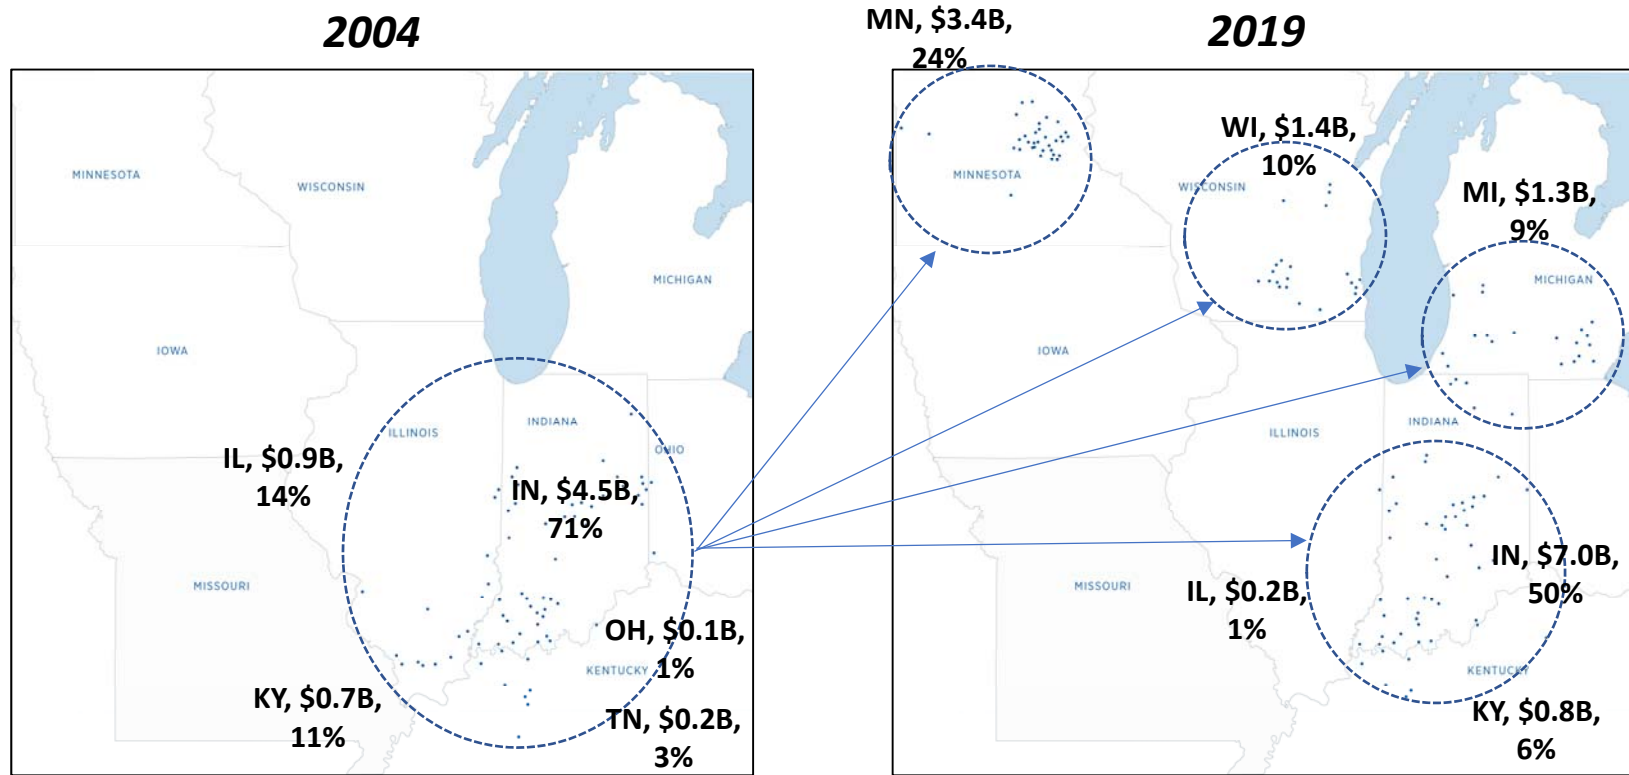 2004
MINNESOTA
WISCONSIN
MICHIGAN
IOWA
ILLINOIS
INDIANA
OHIO
IL, $0.9B,
14%
IN, $4.5B,
71%
MISSOURI
OH, $0.1B,
1%
KENTUCKY
KY, $0.7B,
11%
TN, $0.2B,
3%
MN, $3.4B,
24%
2019
WI, $1.4B,
10%
MINNESOTA
WISCONSIN
MI, $1.3B,
9%
MICHIGAN
IOWA
ILLINOIS
INDIANA
MISSOURI
IL, $0.2B,
1%
IN, $7.0B,
50%
KENTUCKY
KY, $0.8B,
6%